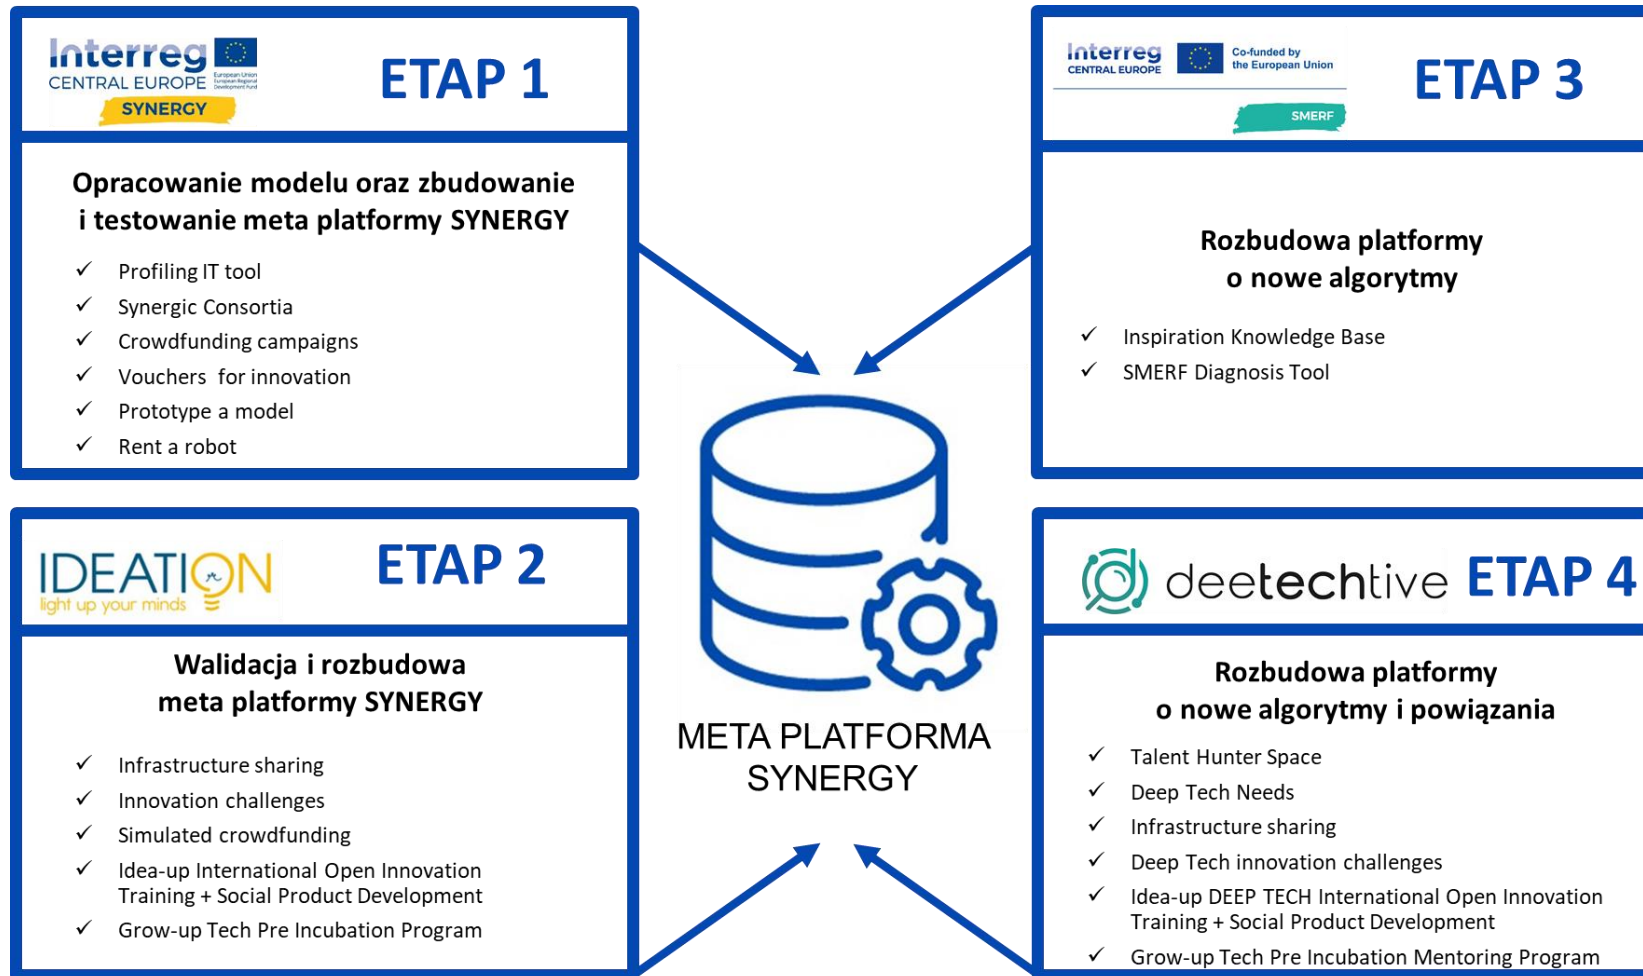 Interreg
CENTRAL EUROPE
European Union
European Regional
Development Fund
SYNERGY
ETAP 1
Opracowanie modelu oraz zbudowanie
i testowanie meta platformy SYNERGY
✓ Profiling IT tool
✓ Synergic Consortia
✓ Crowdfunding campaigns
✓ Vouchers for innovation
✓ Prototype a model
✓ Rent a robot
IDEATION
light up your minds
ETAP 2
Walidacja i rozbudowa
meta platformy SYNERGY
✓ Infrastructure sharing
✓ Innovation challenges
✓ Simulated crowdfunding
✓ Idea-up International Open Innovation
Training + Social Product Development
✓ Grow-up Tech Pre Incubation Program
META PLATFORMA
SYNERGY
Interreg
CENTRAL EUROPE
Co-funded by
the European Union
SMERF
ETAP 3
Rozbudowa platformy
o nowe algorytmy
✓ Inspiration Knowledge Base
✓ SMERF Diagnosis Tool
deetechtive
ETAP 4
Rozbudowa platformy
o nowe algorytmy i powiązania
✓ Talent Hunter Space
✓ Deep Tech Needs
✓ Infrastructure sharing
✓ Deep Tech innovation challenges
✓ Idea-up DEEP TECH International Open Innovation
Training + Social Product Development
✓ Grow-up Tech Pre Incubation Mentoring Program